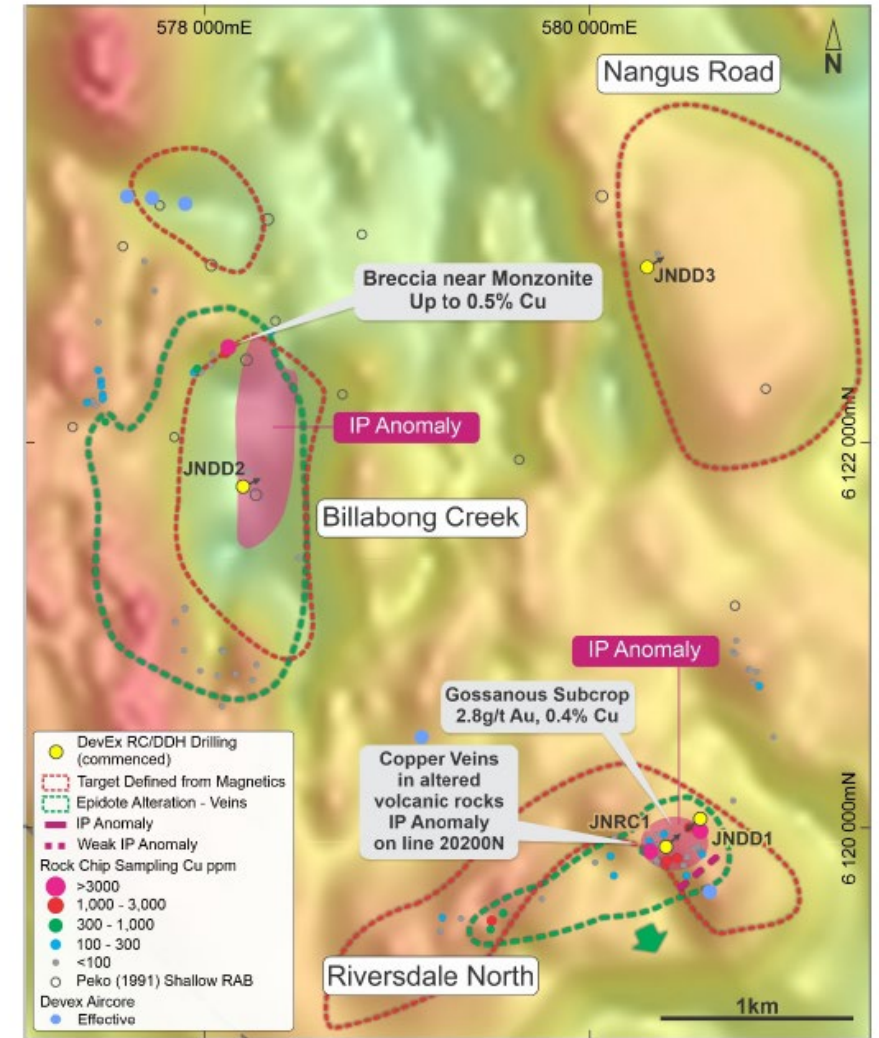 578 000mE
580 000mE
N
Nangus Road
JNDD3
Breccia near Monzonite
Up to 0.5% Cu
IP Anomaly
6 122 000mN
JNDD2
Billabong Creek
IP Anomaly
Gossanous Subcrop
2.8g/t Au, 0.4% Cu
Copper Veins
in altered
volcanic rocks
IP Anomaly
on line 20200N
JNRC1
JNDD1
6 120 000mN
Riversdale North
1km
DevEx RC/DDH Drilling
(commenced)
Target Defined from Magnetics
Epidote Alteration - Veins
IP Anomaly
Weak IP Anomaly
Rock Chip Sampling Cu ppm
>3000
1,000 - 3,000
300 - 1,000
100 - 300
<100
Peko (1991) Shallow RAB
Devex Aircore
Effective